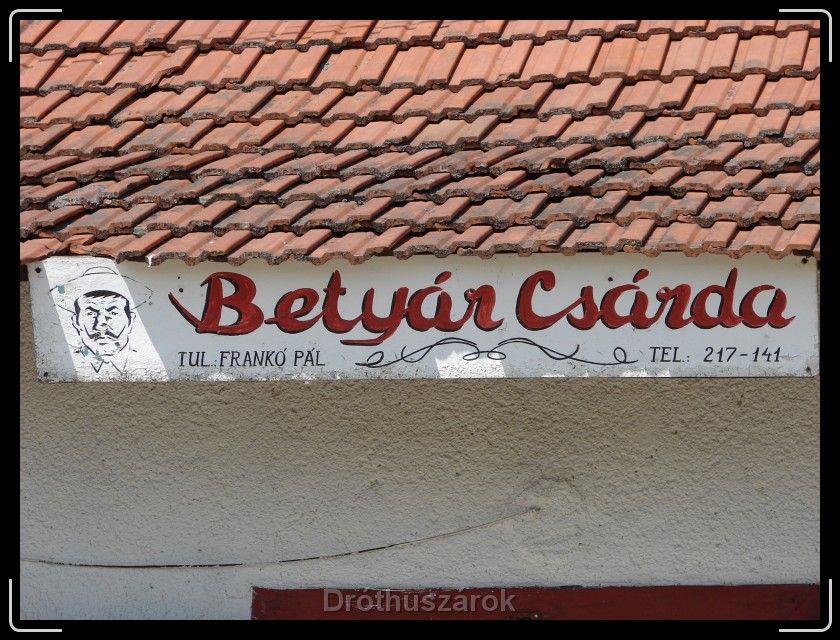 Betyár Csárda
TUL.: FRANKÓ PÁL
TEL.: 217-141
Dróthuszárok